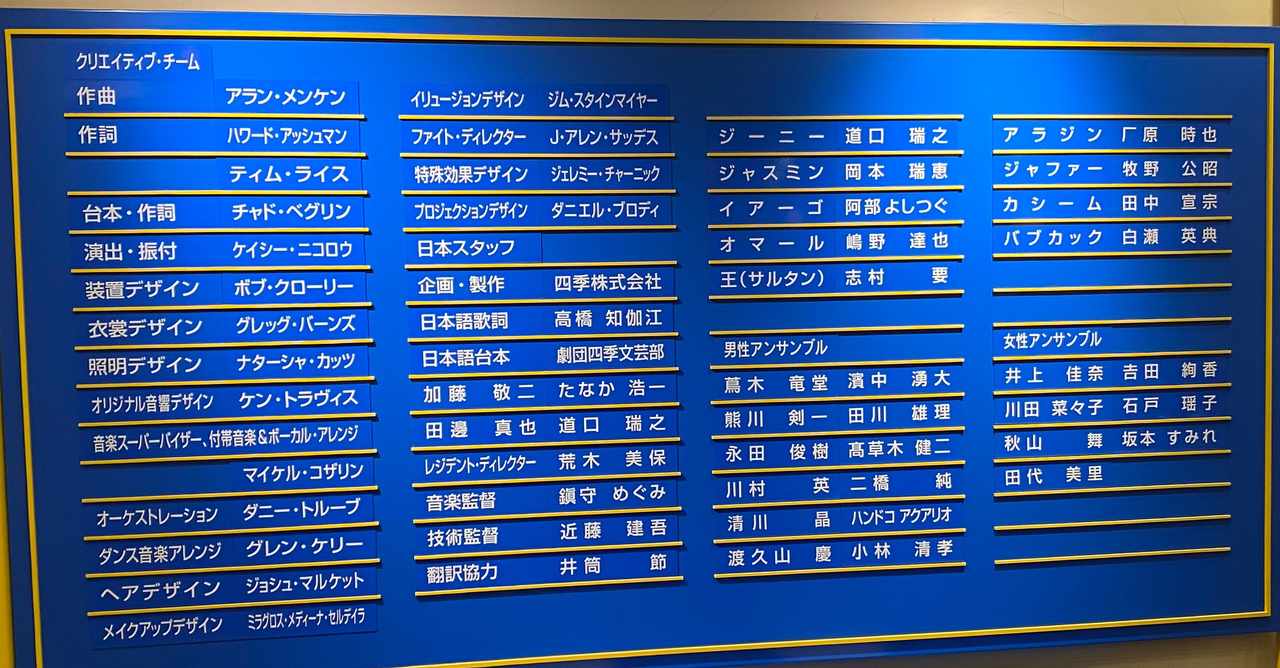 クリエイティブ・チーム
作曲 アラン・メンケン
作詞 ハワード・アッシュマン
ティム・ライス
台本・作詞 チャド・ベグリン
演出・振付 ケイシー・ニコロウ
装置デザイン ボブ・クローリー
衣裳デザイン グレッグ・バーンズ
照明デザイン ナターシャ・カッツ
オリジナル音響デザイン ケン・トラヴィス
音楽スーパーバイザー、付帯音楽&ボーカル・アレンジ
マイケル・コザリン
オーケストレーション ダニー・トルーブ
ダンス音楽アレンジ グレン・ケリー
ヘアデザイン ジョシュ・マルケット
メイクアップデザイン ミラグロス・メディーナ・セルデイラ
イリュージョンデザイン ジム・スタインマイヤー
ファイト・ディレクター J・アレン・サッデス
特殊効果デザイン ジェレミー・チャーニック
プロジェクションデザイン ダニエル・ブロディ
日本スタッフ
企画・製作 四季株式会社
日本語歌詞 高橋 知伽江
日本語台本 劇団四季文芸部
加藤 敬二 たなか 浩一
田邊 真也 道口 瑞之
レジデント・ディレクター 荒木 美保
音楽監督 鎭守 めぐみ
技術監督 近藤 建吾
翻訳協力 井筒 節
ジーニー 道口 瑞之
ジャスミン 岡本 瑞恵
イアーゴ 阿部よしつぐ
オマール 嶋野 達也
王(サルタン) 志村 要
男性アンサンブル
蔦木 竜堂 濱中 湧大
熊川 剣一 田川 雄理
永田 俊樹 髙草木 健二
川村 英 二橋 純
清川 晶 ハンドコ アクアリオ
渡久山 慶 小林 清孝
アラジン 厂原 時也
ジャファー 牧野 公昭
カシーム 田中 宣宗
バブカック 白瀬 英典
女性アンサンブル
井上 佳奈 𠮷田 絢香
川田 菜々子 石戸 瑶子
秋山 舞 坂本 すみれ
田代 美里